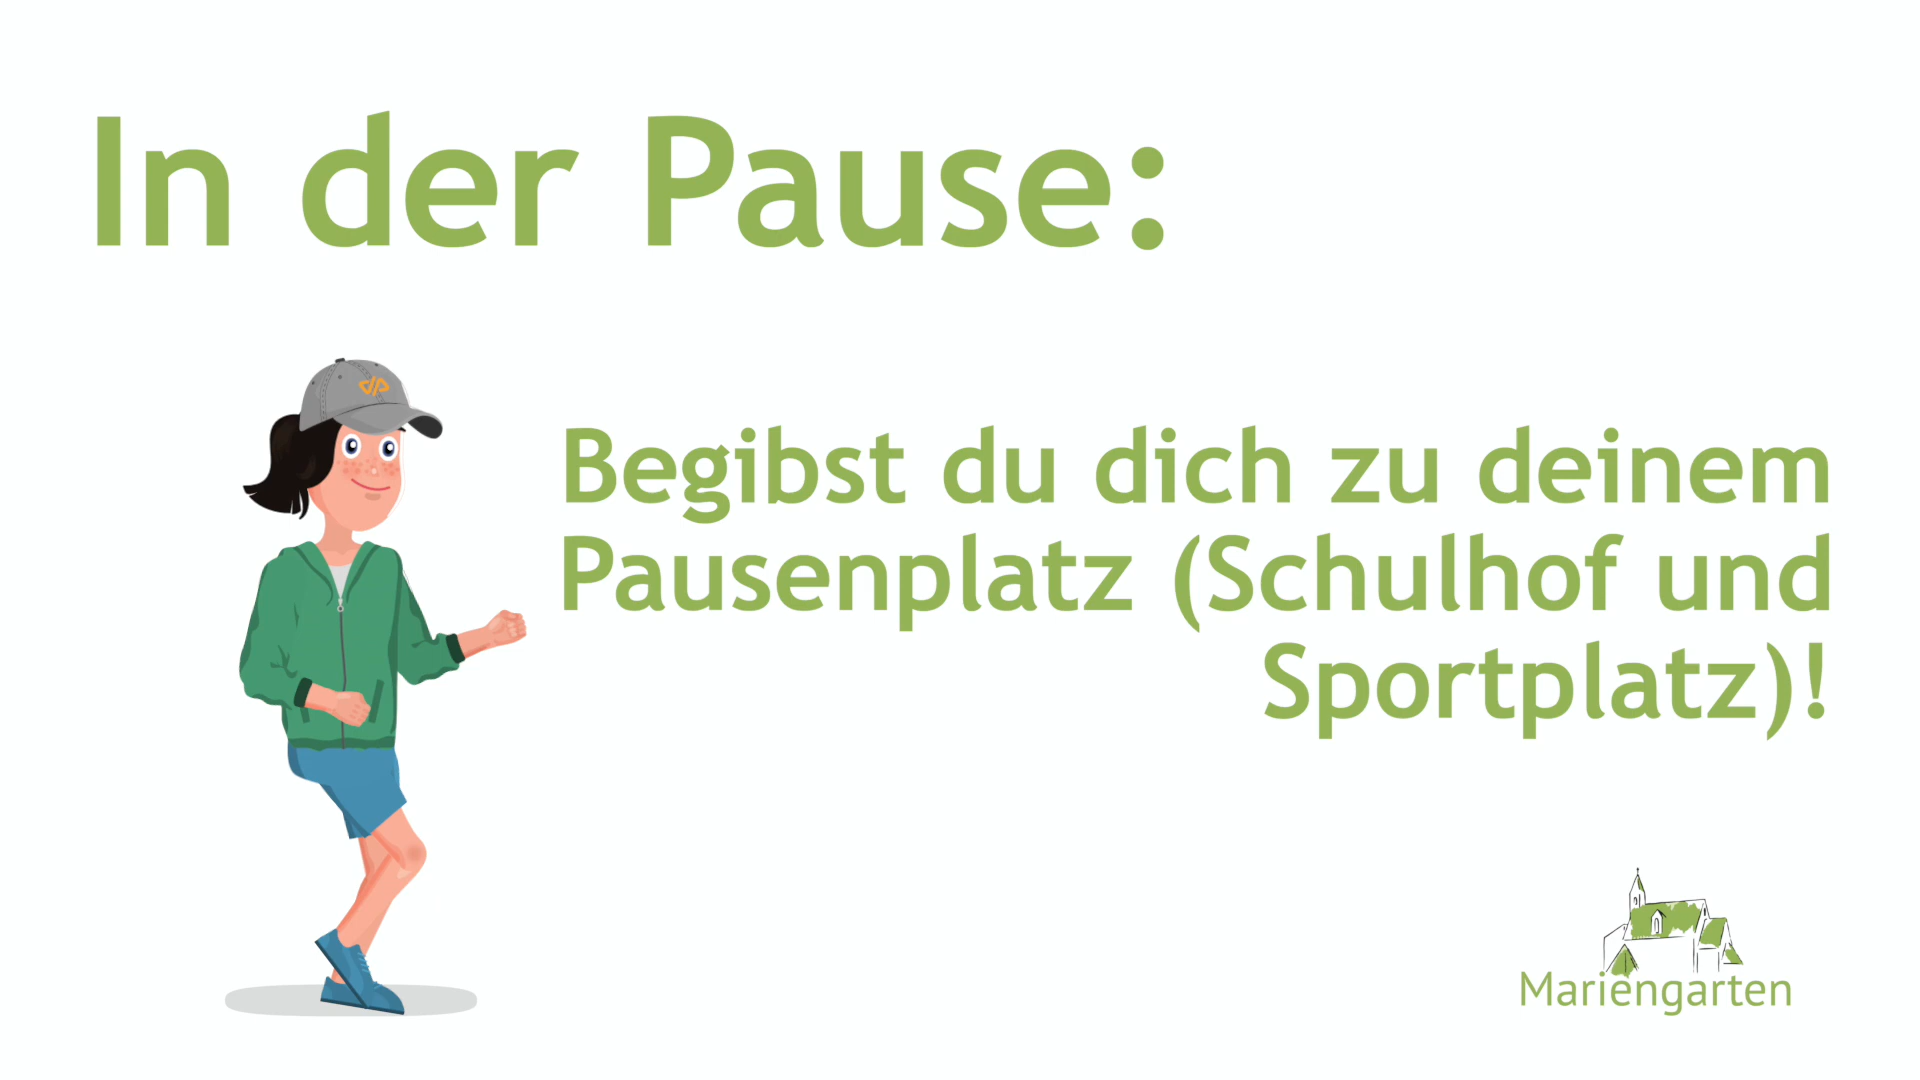 In der Pause:
Begibst du dich zu deinem
Pausenplatz (Schulhof und
Sportplatz)!
Mariengarten